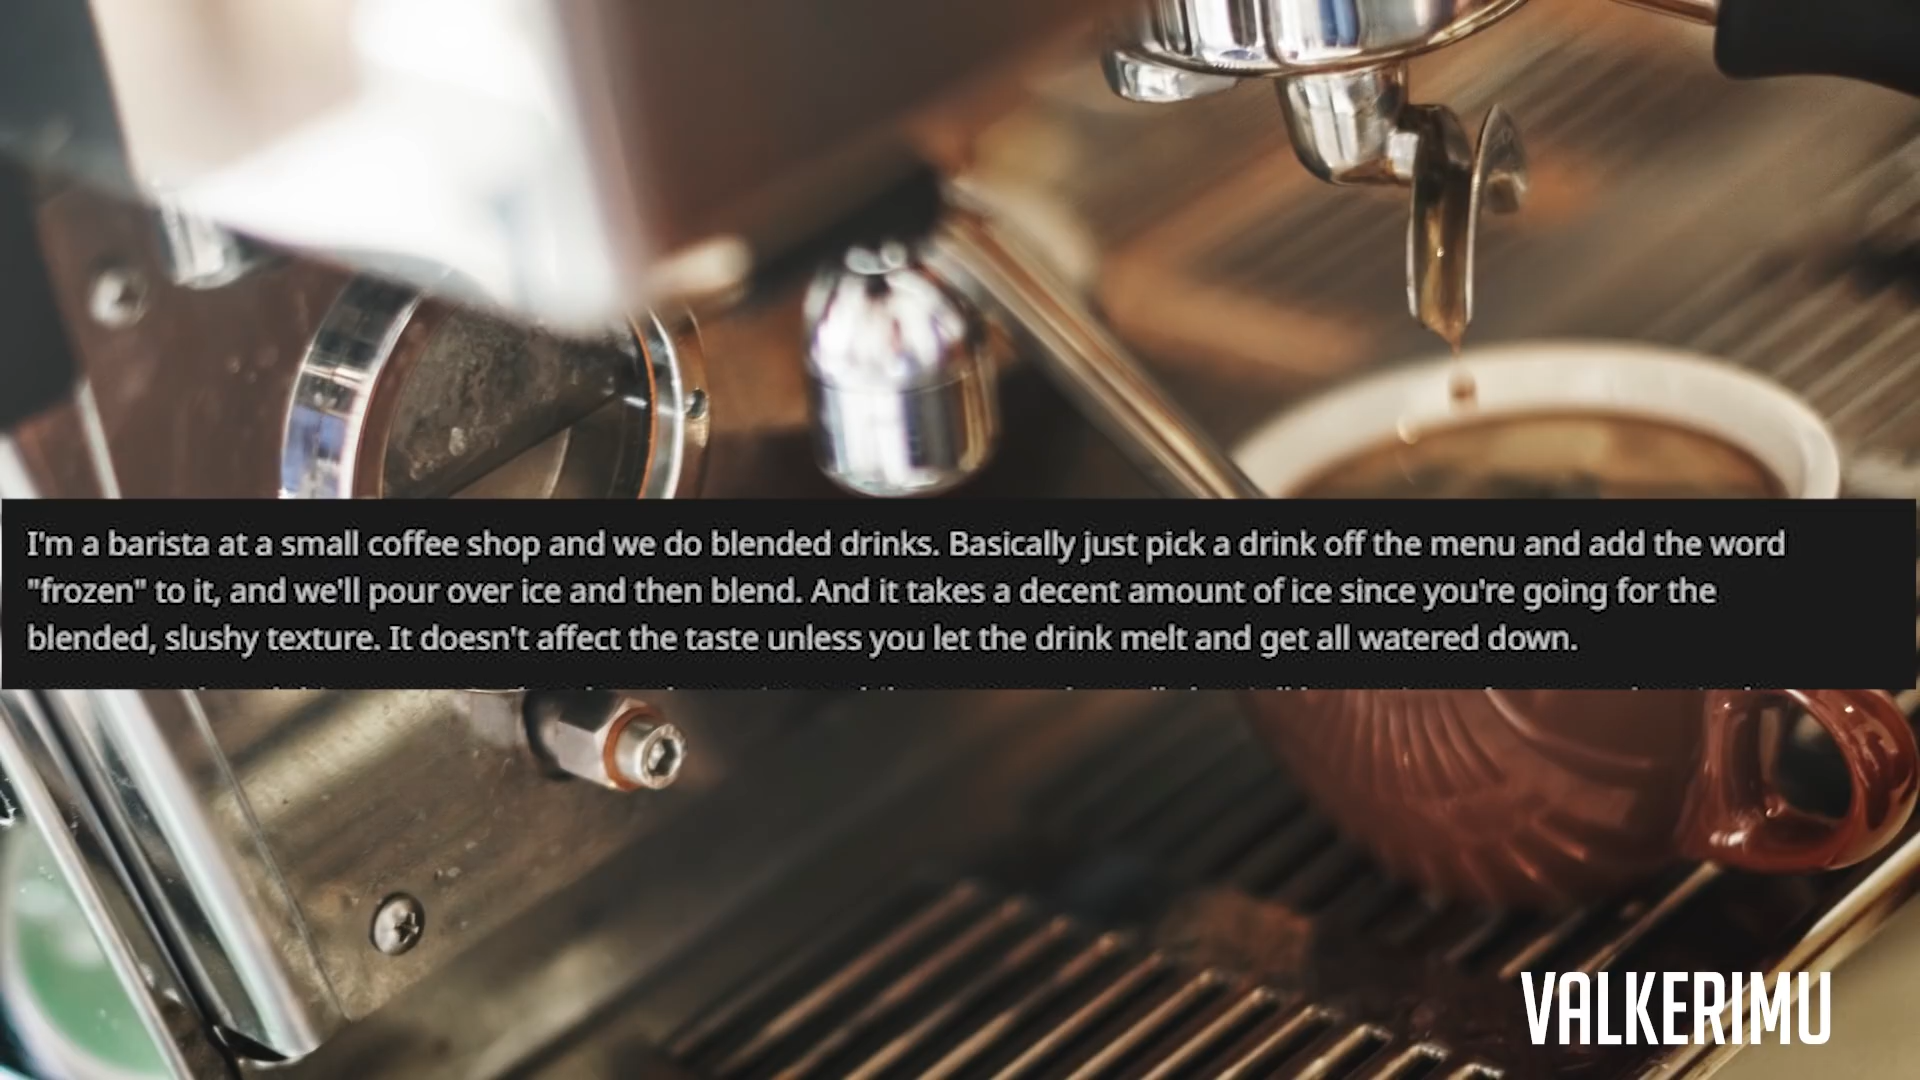 I'm a barista at a small coffee shop and we do blended drinks. Basically just pick a drink off the menu and add the word
"frozen" to it, and we'll pour over ice and then blend. And it takes a decent amount of ice since you're going for the
blended, slushy texture. It doesn't affect the taste unless you let the drink melt and get all watered down.
VALKERIMU